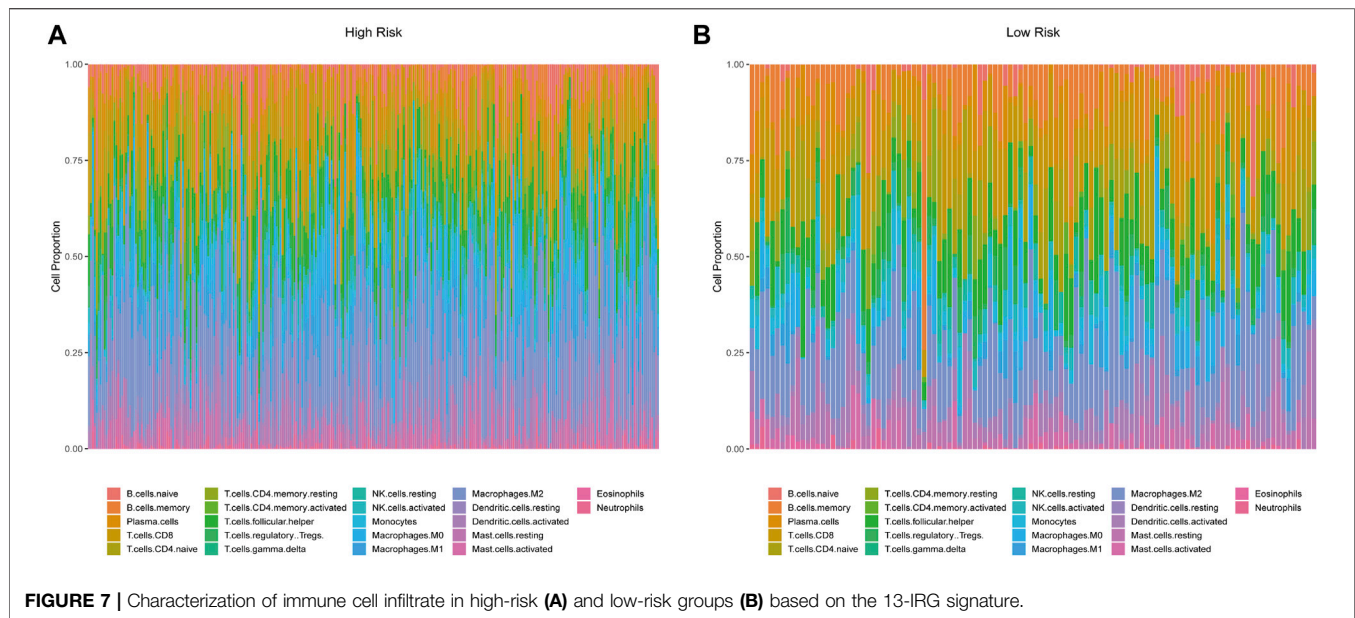 A
High Risk
1.00
0.75
0.50
0.25
0.00
Cell Proportion
B.cells.naive
B.cells.memory
Plasma.cells
T.cells.CD8
T.cells.CD4.naive
T.cells.CD4.memory.resting
T.cells.CD4.memory.activated
T.cells.follicular.helper
T.cells.regulatory..Tregs.
T.cells.gamma.delta
NK.cells.resting
NK.cells.activated
Monocytes
Macrophages.M0
Macrophages.M1
Macrophages.M2
Dendritic.cells.resting
Dendritic.cells.activated
Mast.cells.resting
Mast.cells.activated
Eosinophils
Neutrophils
B
Low Risk
1.00
0.75
0.50
0.25
0.00
Cell Proportion
B.cells.naive
B.cells.memory
Plasma.cells
T.cells.CD8
T.cells.CD4.naive
T.cells.CD4.memory.resting
T.cells.CD4.memory.activated
T.cells.follicular.helper
T.cells.regulatory..Tregs.
T.cells.gamma.delta
NK.cells.resting
NK.cells.activated
Monocytes
Macrophages.M0
Macrophages.M1
Macrophages.M2
Dendritic.cells.resting
Dendritic.cells.activated
Mast.cells.resting
Mast.cells.activated
Eosinophils
Neutrophils
FIGURE 7 | Characterization of immune cell infiltrate in high-risk (A) and low-risk groups (B) based on the 13-IRG signature.